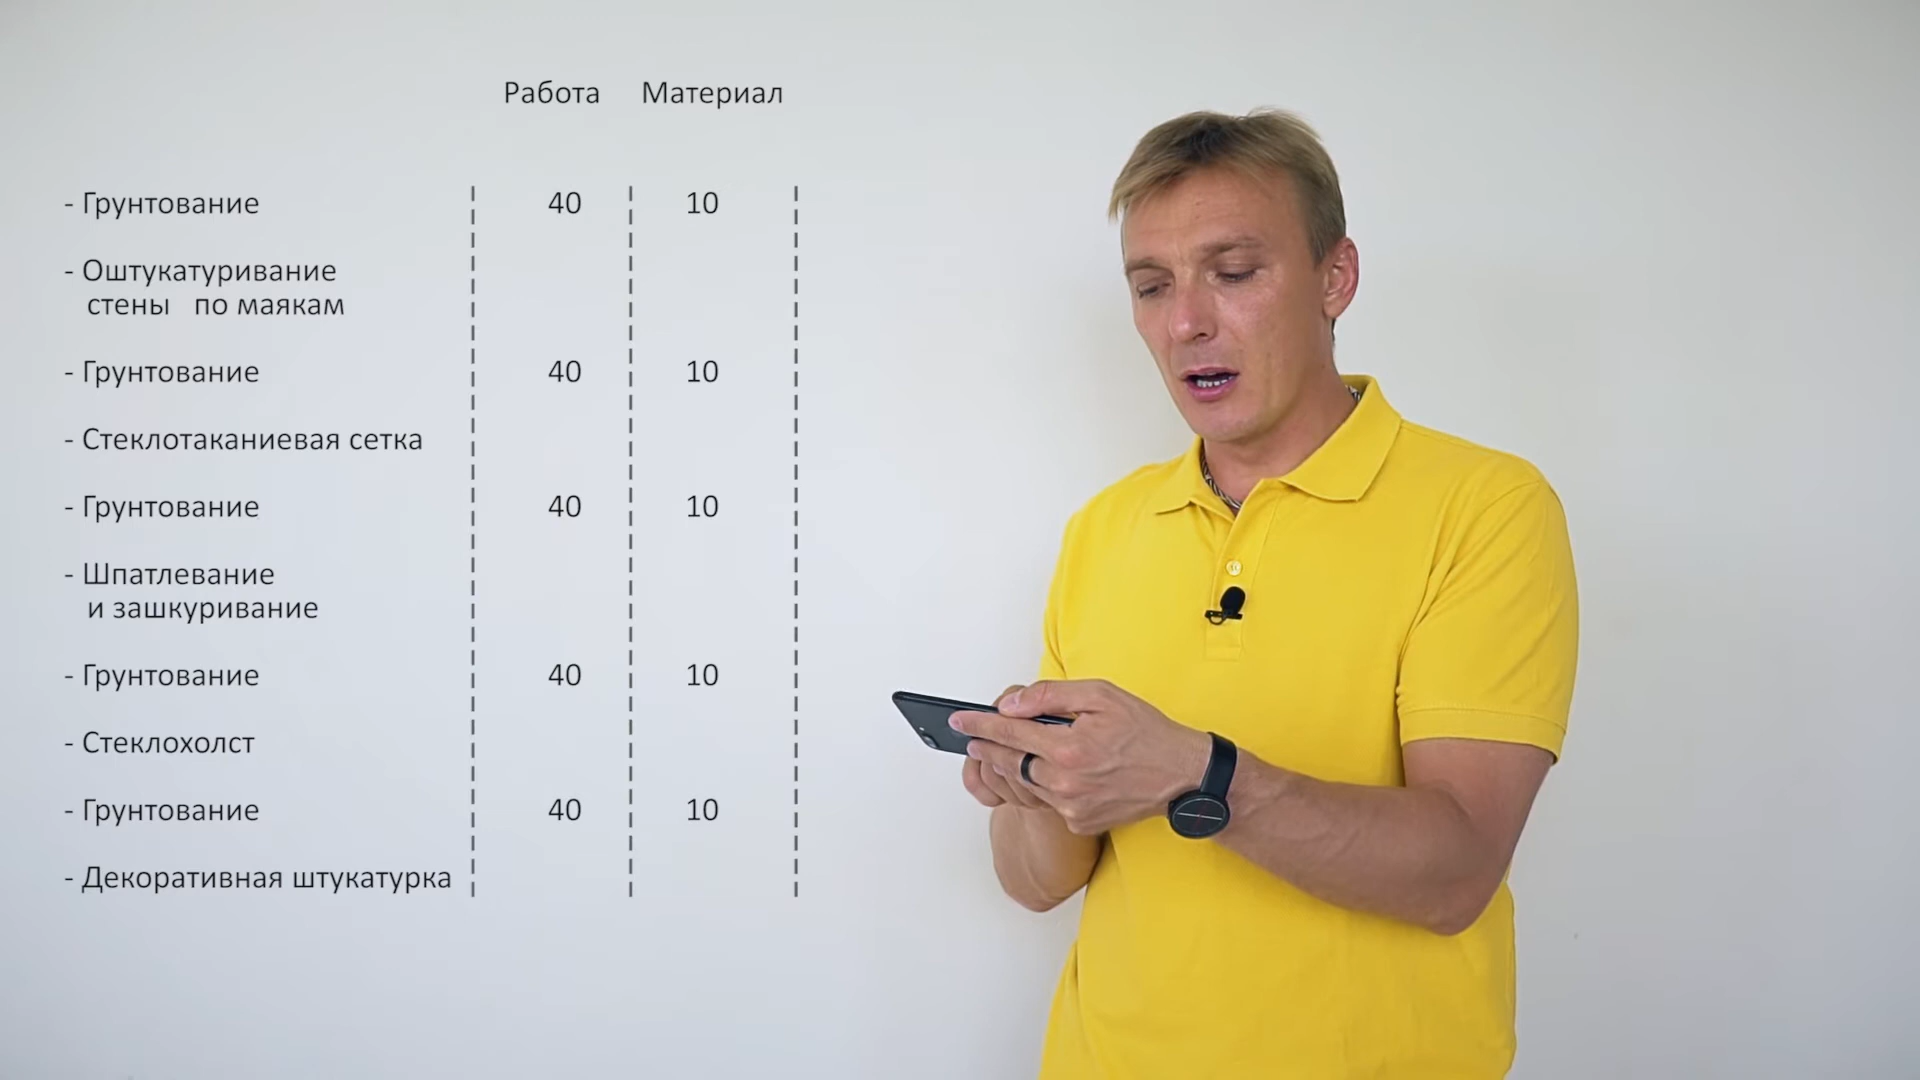 Работа Материал
- Грунтование 40 10
- Оштукатуривание
стены по маякам
- Грунтование 40 10
- Стеклотаканиевая сетка
- Грунтование 40 10
- Шпатлевание
и зашкуривание
- Грунтование 40 10
- Стеклохолст
- Грунтование 40 10
- Декоративная штукатурка